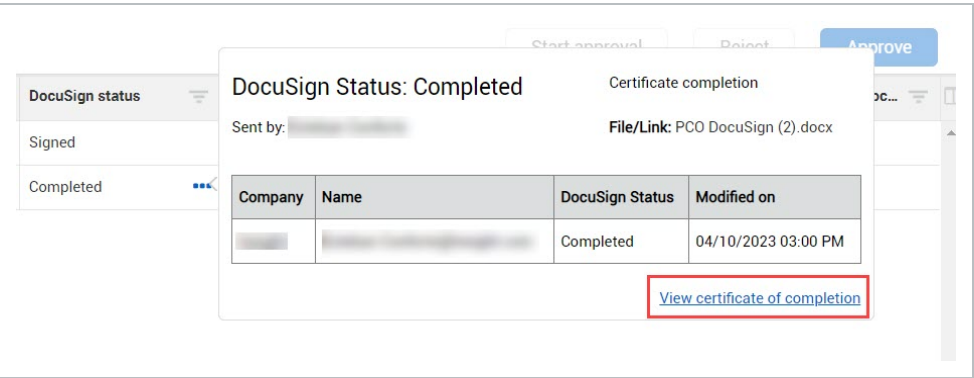 Start approval Reject Approve
DocuSign status
DocuSign Status: Completed
Certificate completion
oc...
Sent by:
File/Link: PCO DocuSign (2).docx
Signed
Completed
Company Name DocuSign Status Modified on
Completed 04/10/2023 03:00 PM
View certificate of completion